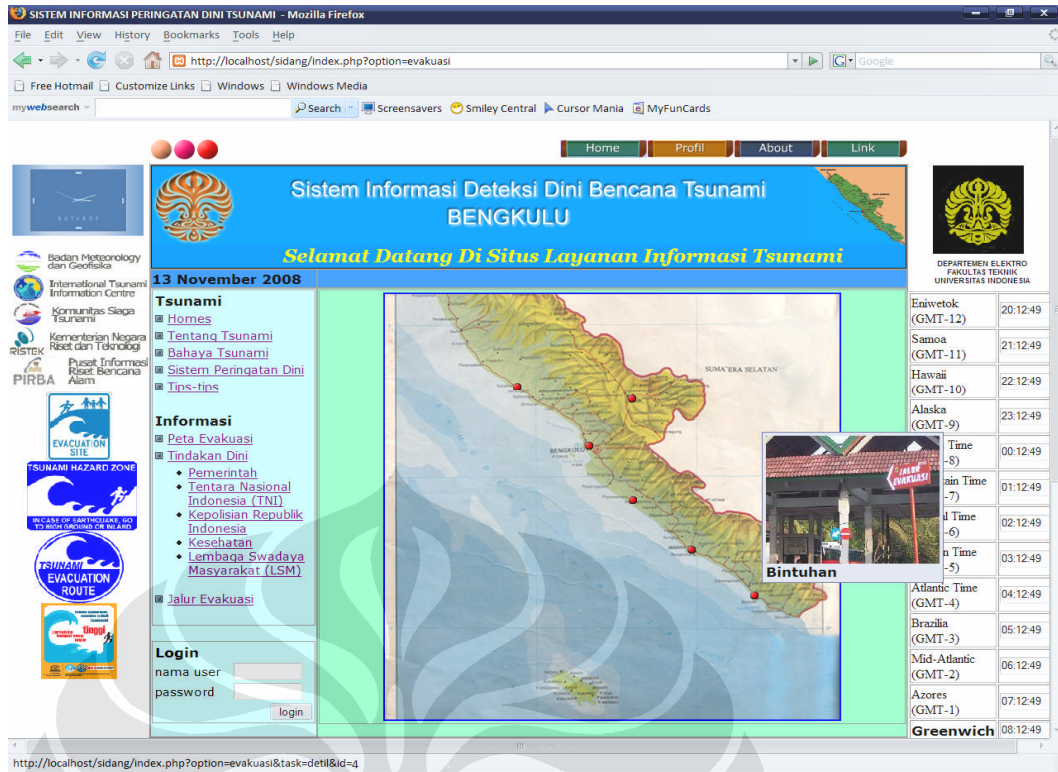 SISTEM INFORMASI PERINGATAN DINI TSUNAMI - Mozilla Firefox
File Edit View History Bookmarks Tools Help
http://localhost/sidang/index.php?option=evakuasi
Google
Free Hotmail Customize Links Windows Windows Media
mywebsearch Search Screensavers Smiley Central Cursor Mania MyFunCards
Home Profil About Link
Sistem Informasi Deteksi Dini Bencana Tsunami
BENGKULU
Selamat Datang Di Situs Layanan Informasi Tsunami
Badan Meteorology
dan Geofisika
International Tsunami
Information Centre
Komunitas Siaga
Tsunami
RISTEK
Kementerian Negara
Riset dan Teknologi
PIRBA
Pusat Informasi
Riset Bencana
Alam
EVACUATION
SITE
TSUNAMI HAZARD ZONE
IN CASE OF EARTHQUAKE, GO
TO HIGH GROUND OR INLAND
TSUNAMI
EVACUATION
ROUTE
tinggi
13 November 2008
Tsunami
Homes
Tentang Tsunami
Bahaya Tsunami
Sistem Peringatan Dini
Tips-tips
Informasi
Peta Evakuasi
Tindakan Dini
Pemerintah
Tentara Nasional
Indonesia (TNI)
Kepolisian Republik
Indonesia
Kesehatan
Lembaga Swadaya
Masyarakat (LSM)
Jalur Evakuasi
Login
nama user
password
login
SUMATERA SELATAN
BENGKULU
JALUR
EVAKUASI
Bintuhan
DEPARTEMEN ELEKTRO
FAKULTAS TEKNIK
UNIVERSITAS INDONESIA
Eniwetok
(GMT-12) 20:12:49
Samoa
(GMT-11) 21:12:49
Hawaii
(GMT-10) 22:12:49
Alaska
(GMT-9) 23:12:49
Time
-8) 00:12:49
Time
-7) 01:12:49
Time
-6) 02:12:49
Time
-5) 03:12:49
Atlantic Time
(GMT-4) 04:12:49
Brazilia
(GMT-3) 05:12:49
Mid-Atlantic
(GMT-2) 06:12:49
Azores
(GMT-1) 07:12:49
Greenwich 08:12:49
http://localhost/sidang/index.php?option=evakuasi&task=detil&id=4